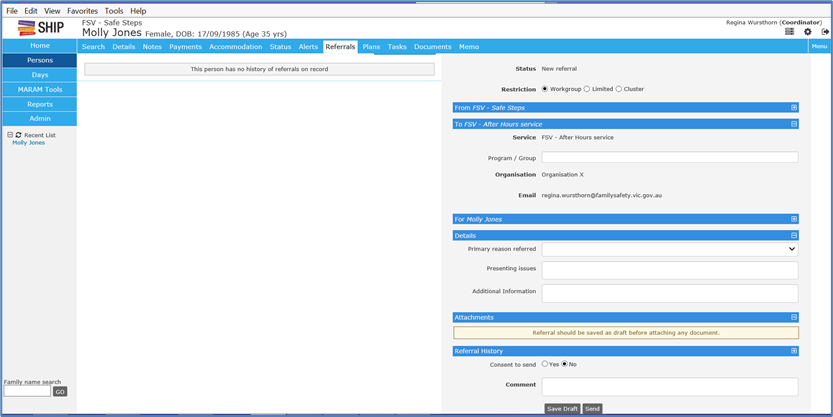 File Edit View Favorites Tools Help
SHIP
FSV - Safe Steps
Molly Jones Female, DOB: 17/09/1985 (Age 35 yrs)
Regina Wursthorn (Coordinator)
Home
Search Details Notes Payments Accommodation Status Alerts Referrals Plans Tasks Documents Memo
Menu
Persons
Days
MARAM Tools
Reports
Admin
Recent List
Molly Jones
Family name search
GO
This person has no history of referrals on record
Status New referral
Restriction Workgroup Limited Cluster
From FSV - Safe Steps
To FSV - After Hours service
Service FSV - After Hours service
Program / Group
Organisation Organisation X
Email regina.wursthorn@familysafety.vic.gov.au
For Molly Jones
Details
Primary reason referred
Presenting issues
Additional Information
Attachments
Referral should be saved as draft before attaching any document.
Referral History
Consent to send Yes No
Comment
Save Draft Send